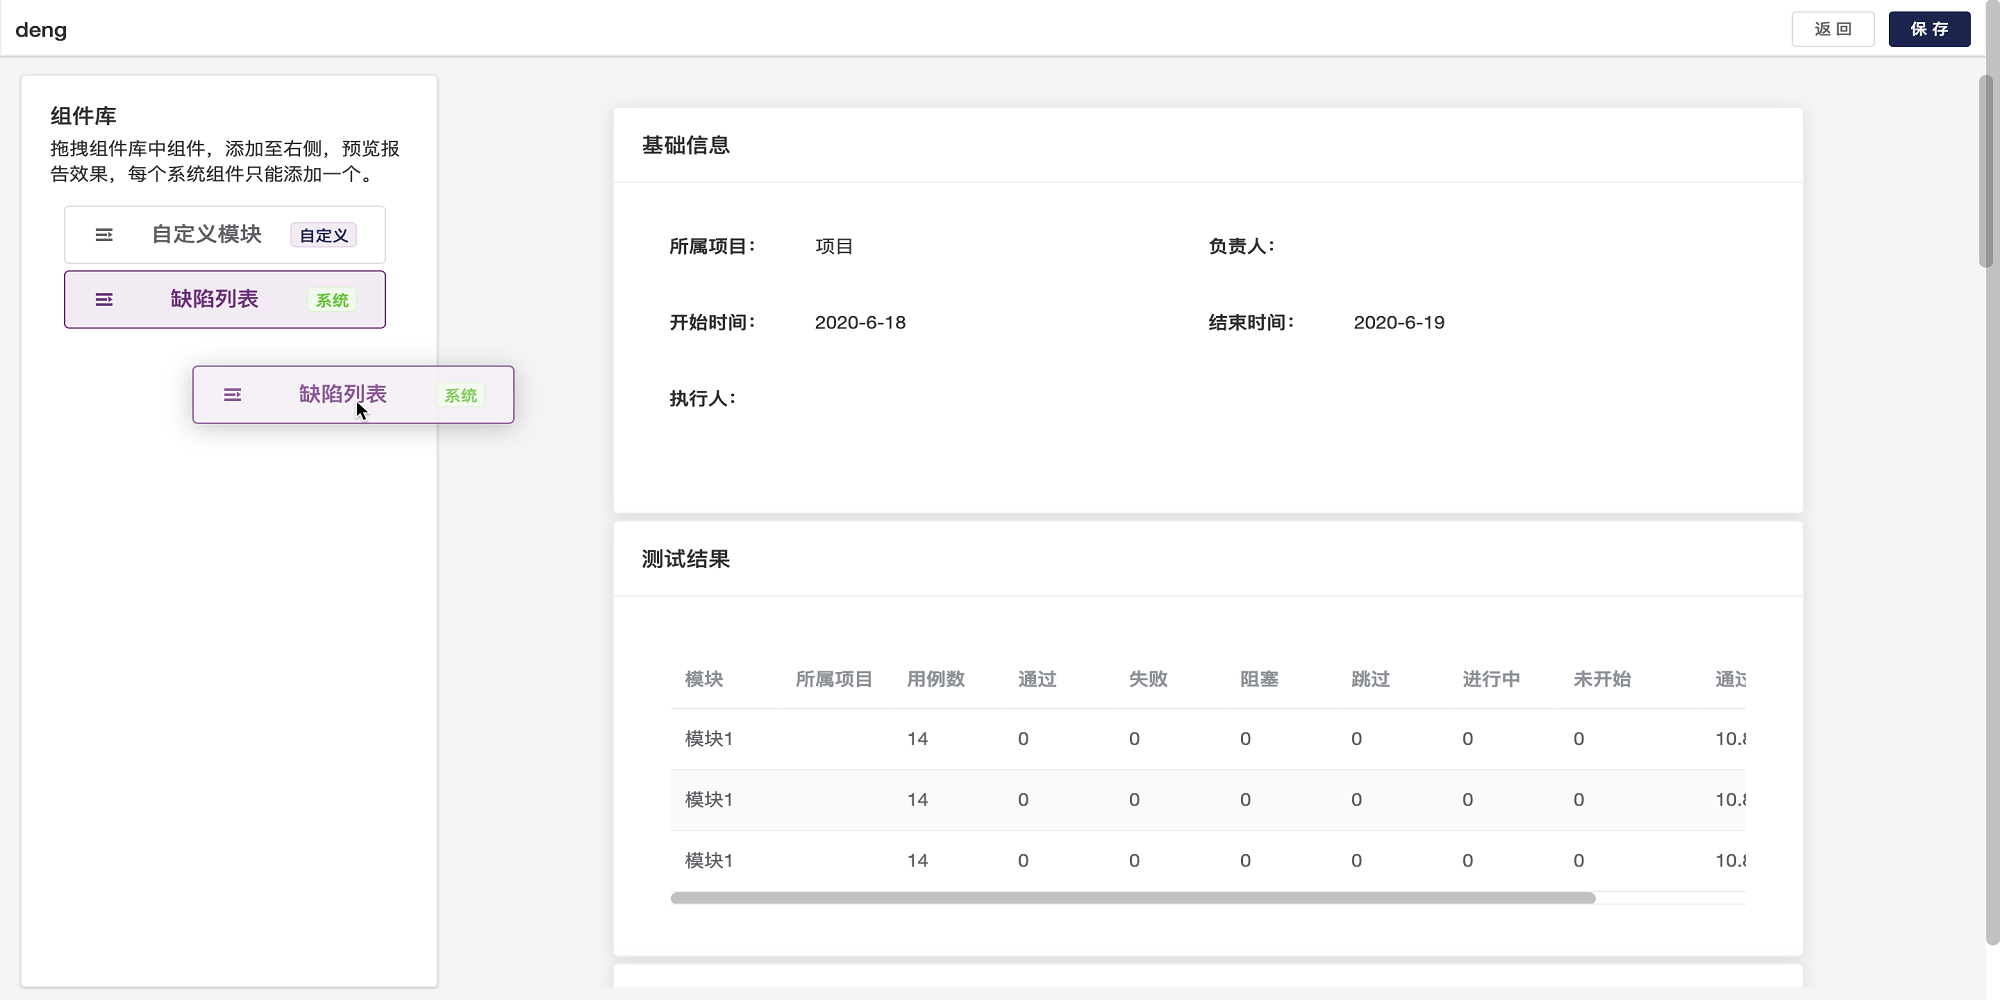 deng
返 回
保 存
组件库
拖拽组件库中组件，添加至右侧，预览报
告效果，每个系统组件只能添加一个。
自定义模块 自定义
缺陷列表 系统
缺陷列表 系统
基础信息
所属项目： 项目 负责人：
开始时间： 2020-6-18 结束时间： 2020-6-19
执行人：
测试结果
模块 所属项目 用例数 通过 失败 阻塞 跳过 进行中 未开始 通过
模块1 14 0 0 0 0 0 0 10.8
模块1 14 0 0 0 0 0 0 10.8
模块1 14 0 0 0 0 0 0 10.8